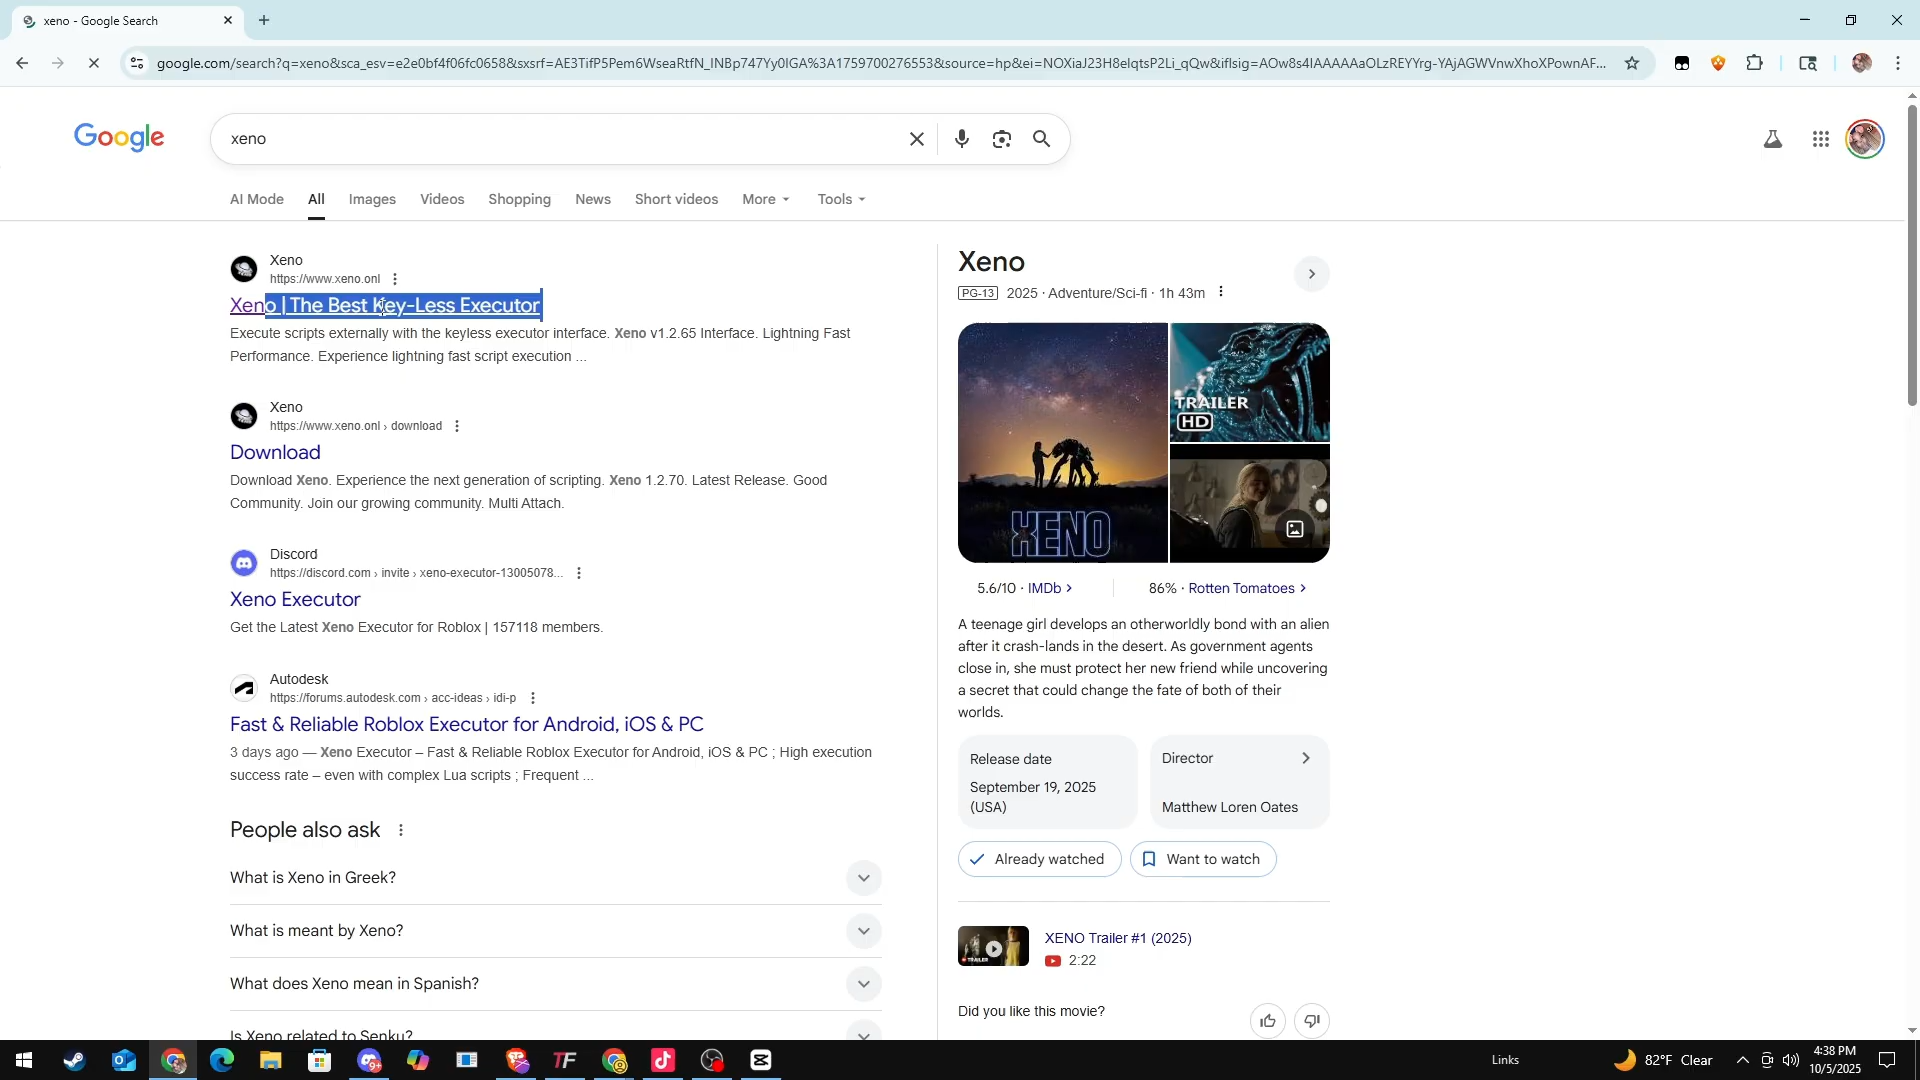 xeno - Google Search
google.com/search?q=xeno&sca_esv=e2e0bf4f06fc0658&sxsrf=AE3TifP5Pem6WseaRtfN_INBp747Yy0IGA%3A1759700276553&source=hp&ei=NOXiaJ23H8elqtsP2Li_qQw&iflsig=AOw8s4IAAAAAaOLzREYYrg-YAjAGWVnwXhoXPownAF...
Google
xeno
AI Mode
All
Images
Videos
Shopping
News
Short videos
More
Tools
Xeno
https://www.xeno.onl
Xeno | The Best Key-Less Executor
Execute scripts externally with the keyless executor interface. Xeno v1.2.65 Interface. Lightning Fast
Performance. Experience lightning fast script execution ...
Xeno
https://www.xeno.onl › download
Download
Download Xeno. Experience the next generation of scripting. Xeno 1.2.70. Latest Release. Good
Community. Join our growing community. Multi Attach.
Discord
https://discord.com › invite › xeno-executor-13005078...
Xeno Executor
Get the Latest Xeno Executor for Roblox | 157118 members.
Autodesk
https://forums.autodesk.com › acc-ideas › idi-p
Fast & Reliable Roblox Executor for Android, iOS & PC
3 days ago — Xeno Executor – Fast & Reliable Roblox Executor for Android, iOS & PC ; High execution
success rate – even with complex Lua scripts ; Frequent ...
People also ask
What is Xeno in Greek?
What is meant by Xeno?
What does Xeno mean in Spanish?
Is Xeno related to Senku?
Xeno
PG-13 2025 · Adventure/Sci-fi · 1h 43m
XENO
TRAILER
HD
5.6/10 · IMDb
86% · Rotten Tomatoes
A teenage girl develops an otherworldly bond with an alien
after it crash-lands in the desert. As government agents
close in, she must protect her new friend while uncovering
a secret that could change the fate of both of their
worlds.
Release date
September 19, 2025
(USA)
Director
Matthew Loren Oates
Already watched
Want to watch
TRAILER
XENO Trailer #1 (2025)
2:22
Did you like this movie?
9+
TF
Links
82°F Clear
4:38 PM
10/5/2025